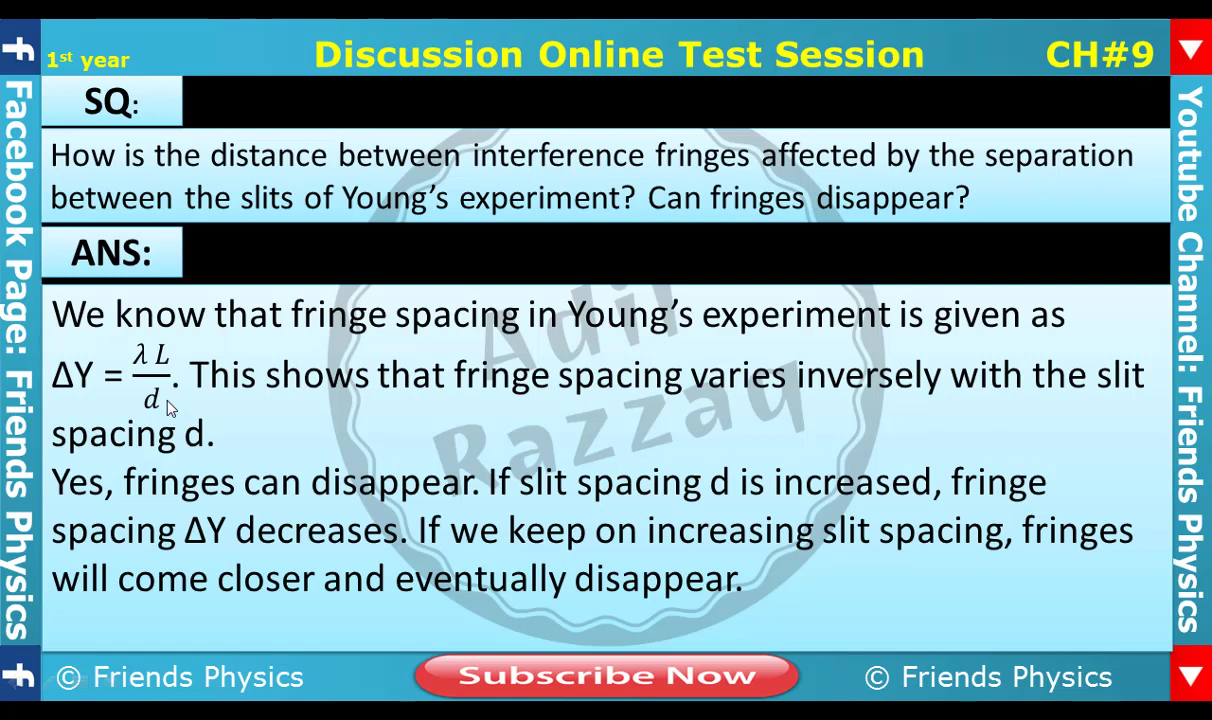 1st year
Discussion Online Test Session
CH#9
SQ:
How is the distance between interference fringes affected by the separation
between the slits of Young's experiment? Can fringes disappear?
ANS:
We know that fringe spacing in Young's experiment is given as
ΔY = λ L / d. This shows that fringe spacing varies inversely with the slit
spacing d.
Yes, fringes can disappear. If slit spacing d is increased, fringe
spacing ΔY decreases. If we keep on increasing slit spacing, fringes
will come closer and eventually disappear.
Adil
Razzaq
© Friends Physics
Subscribe Now
© Friends Physics
Facebook Page: Friends Physics
Youtube Channel: Friends Physics